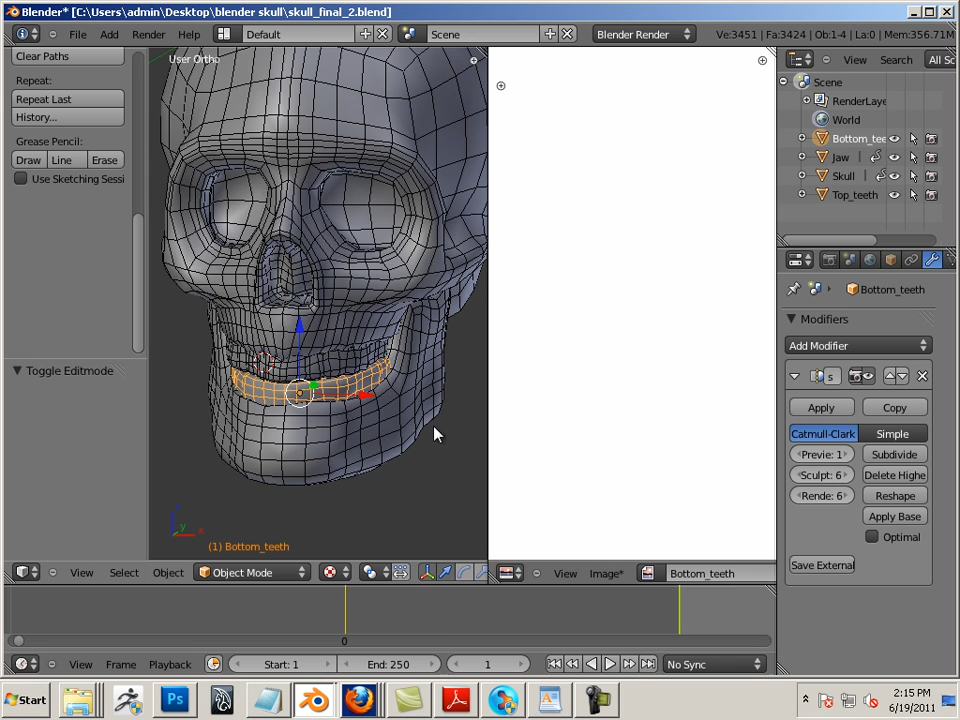 Blender* [C:\Users\admin\Desktop\blender skull\skull_final_2.blend]
File Add Render Help Default Scene Blender Render Ve:3451 | Fa:3424 | Ob:1-4 | La:0 | Mem:356.71M
Clear Paths
Repeat:
Repeat Last
History...
Grease Pencil:
Draw Line Erase
Use Sketching Sessi
Toggle Editmode
User Ortho
(1) Bottom_teeth
View Select Object Object Mode
View Image* Bottom_teeth
View Search All Sc
Scene
RenderLaye
World
Bottom_tee
Jaw
Skull
Top_teeth
Bottom_teeth
Modifiers
Add Modifier
s
Apply Copy
Catmull-Clark Simple
Previe: 1 Subdivide
Sculpt: 6 Delete Highe
Rende: 6 Reshape
Apply Base
Optimal
Save External
0
View Frame Playback Start: 1 End: 250 1 No Sync
Start Ps 2:15 PM
6/19/2011